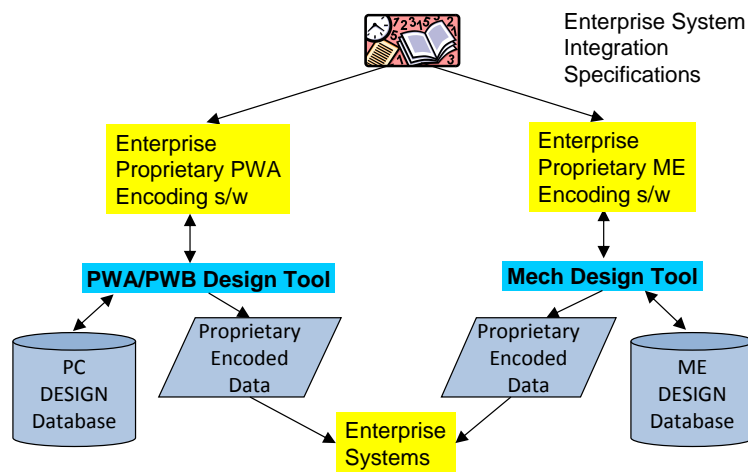 Enterprise System
Integration
Specifications
Enterprise
Proprietary PWA
Encoding s/w
Enterprise
Proprietary ME
Encoding s/w
PWA/PWB Design Tool
Mech Design Tool
PC
DESIGN
Database
Proprietary
Encoded
Data
Proprietary
Encoded
Data
ME
DESIGN
Database
Enterprise
Systems